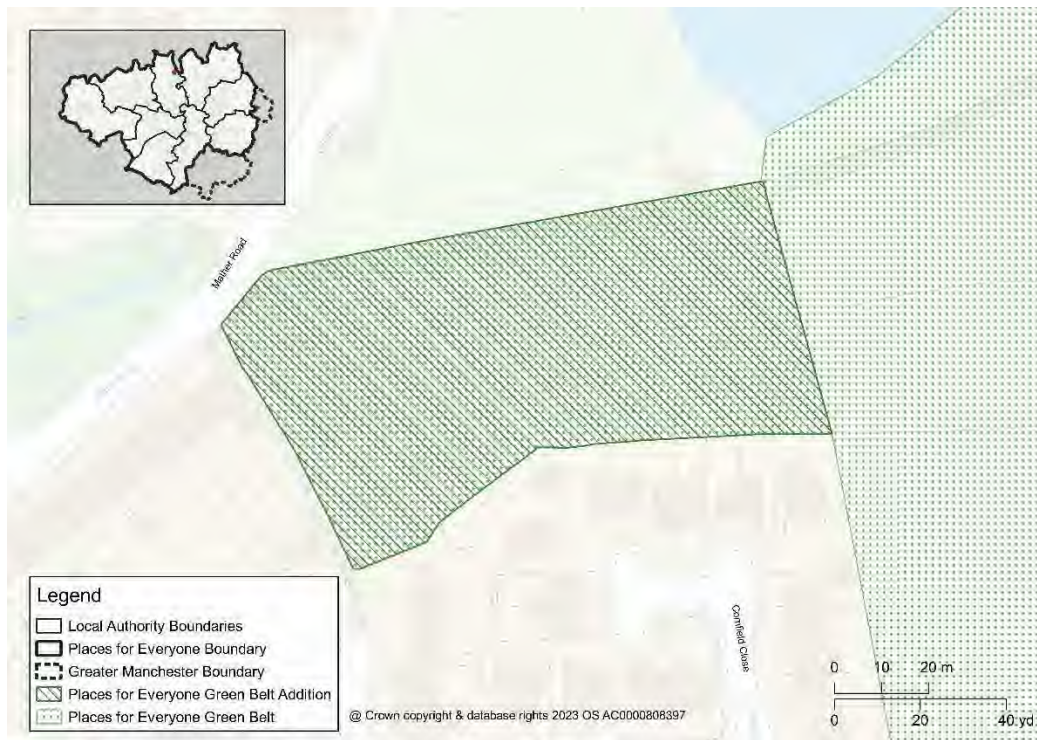 Mather Road
Cornfield Close
Legend
Local Authority Boundaries
Places for Everyone Boundary
Greater Manchester Boundary
Places for Everyone Green Belt Addition
Places for Everyone Green Belt
@ Crown copyright & database rights 2023 OS AC0000808397
0 10 20 m
0 20 40 yd